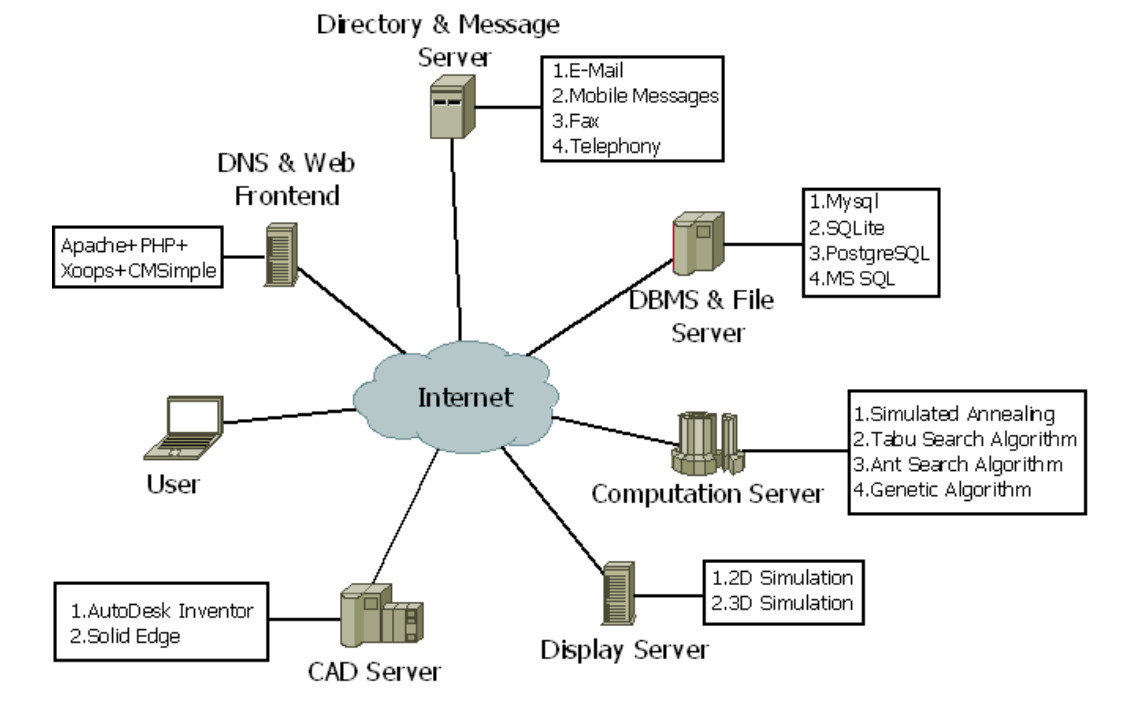 Directory & Message
Server
1.E-Mail
2.Mobile Messages
3.Fax
4.Telephony
DNS & Web
Frontend
Apache+PHP+
Xoops+CMSimple
1.Mysql
2.SQLite
3.PostgreSQL
4.MS SQL
DBMS & File
Server
Internet
User
1.Simulated Annealing
2.Tabu Search Algorithm
3.Ant Search Algorithm
4.Genetic Algorithm
Computation Server
1.2D Simulation
2.3D Simulation
Display Server
1.AutoDesk Inventor
2.Solid Edge
CAD Server